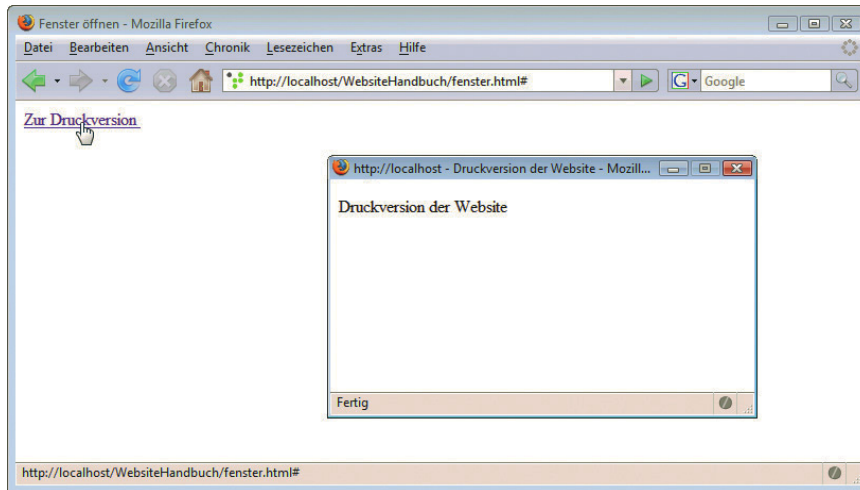 Fenster öffnen - Mozilla Firefox
Datei Bearbeiten Ansicht Chronik Lesezeichen Extras Hilfe
http://localhost/WebsiteHandbuch/fenster.html# G Google
Zur Druckversion
http://localhost - Druckversion der Website - Mozill...
Druckversion der Website
Fertig
http://localhost/WebsiteHandbuch/fenster.html#